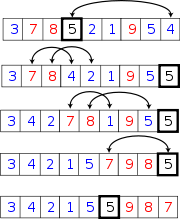 3 7 8 5 2 1 9 5 4
3 7 8 4 2 1 9 5 5
3 4 2 7 8 1 9 5 5
3 4 2 1 5 7 9 8 5
3 4 2 1 5 5 9 8 7